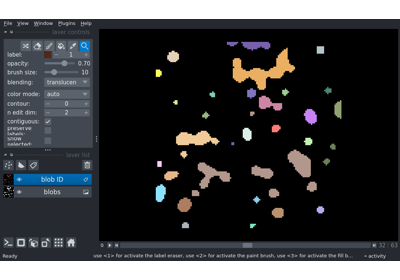 File View Window Plugins Help
layer controls
label: 1
opacity: 0.70
brush size: 10
blending: translucen
color mode: auto
contour: 0
n edit dim: 2
contiguous:
preserve labels:
show selected:
layer list
blob ID
blobs
32 63
Ready use <1> for activate the label eraser, use <2> for activate the paint brush, use <3> for activate the fill b... activity